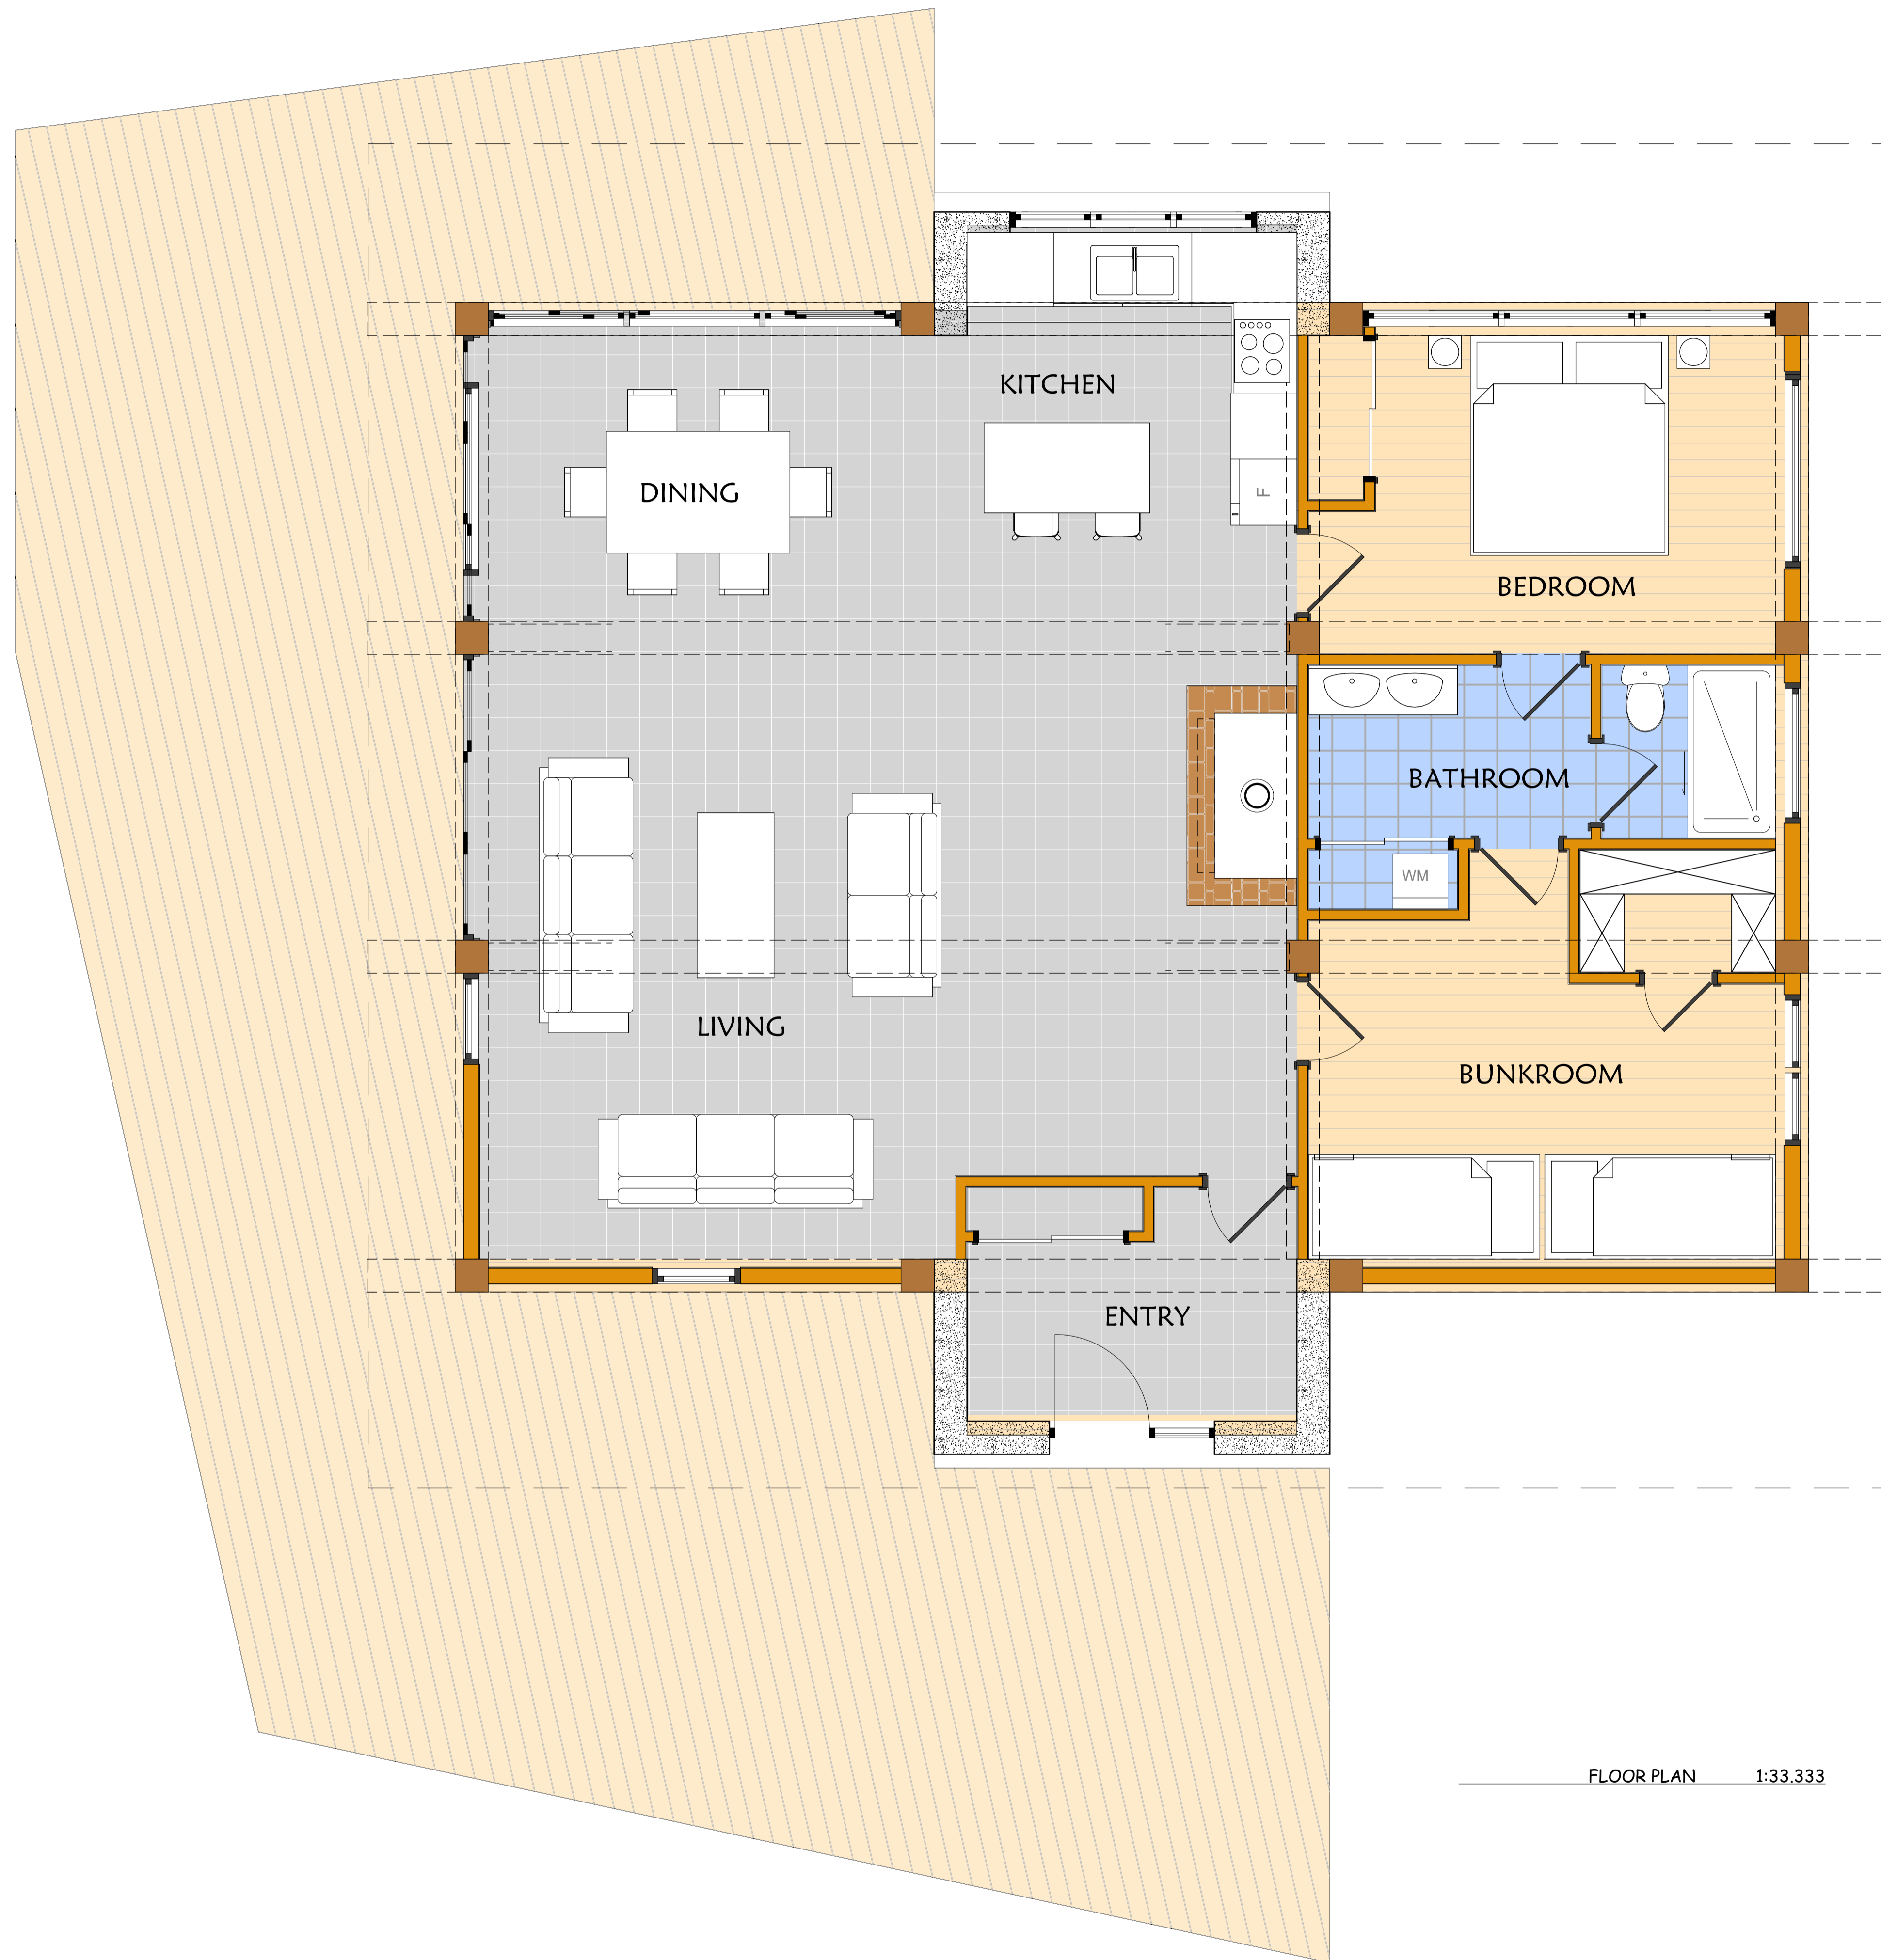 KITCHEN
DINING
F
BEDROOM
BATHROOM
WM
LIVING
BUNKROOM
ENTRY
FLOOR PLAN 1:33.333